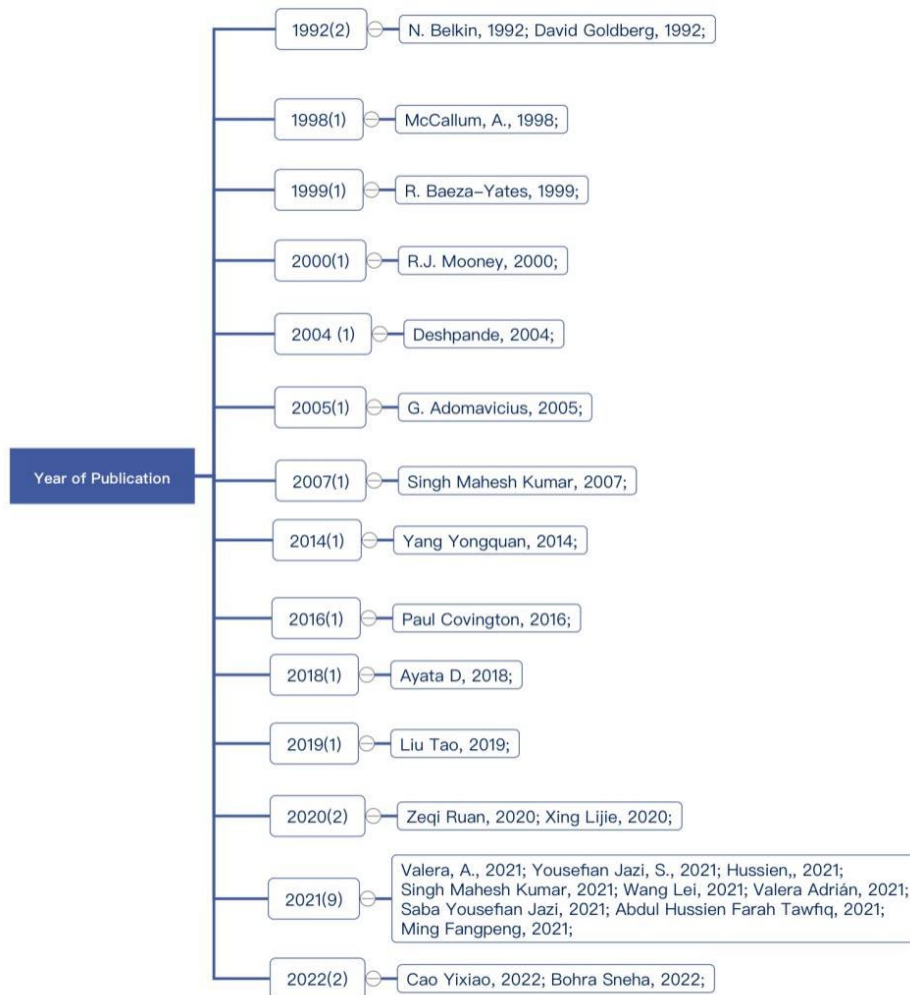 1992(2) N. Belkin, 1992; David Goldberg, 1992;
1998(1) McCallum, A., 1998;
1999(1) R. Baeza-Yates, 1999;
2000(1) R.J. Mooney, 2000;
2004 (1) Deshpande, 2004;
2005(1) G. Adomavicius, 2005;
Year of Publication
2007(1) Singh Mahesh Kumar, 2007;
2014(1) Yang Yongquan, 2014;
2016(1) Paul Covington, 2016;
2018(1) Ayata D, 2018;
2019(1) Liu Tao, 2019;
2020(2) Zeqi Ruan, 2020; Xing Lijie, 2020;
2021(9)
Valera, A., 2021; Yousefian Jazi, S., 2021; Hussien,, 2021;
Singh Mahesh Kumar, 2021; Wang Lei, 2021; Valera Adrián, 2021;
Saba Yousefian Jazi, 2021; Abdul Hussien Farah Tawfiq, 2021;
Ming Fangpeng, 2021;
2022(2) Cao Yixiao, 2022; Bohra Sneha, 2022;